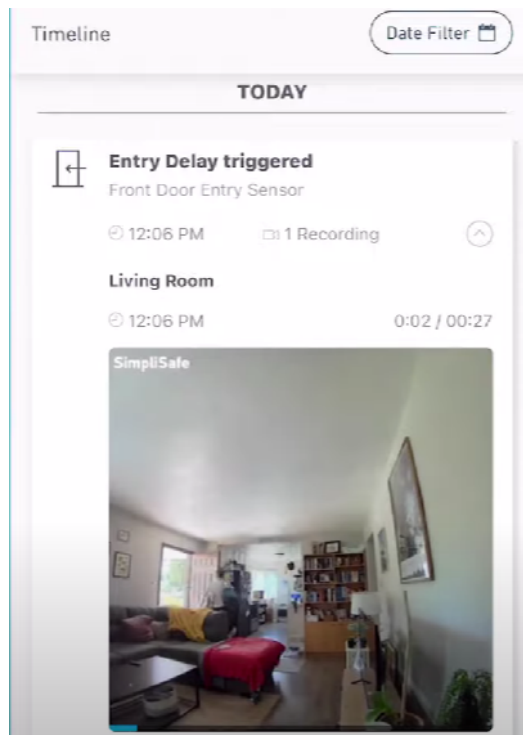 Timeline
Date Filter
TODAY
Entry Delay triggered
Front Door Entry Sensor
12:06 PM
1 Recording
Living Room
12:06 PM
0:02 / 00:27
SimpliSafe